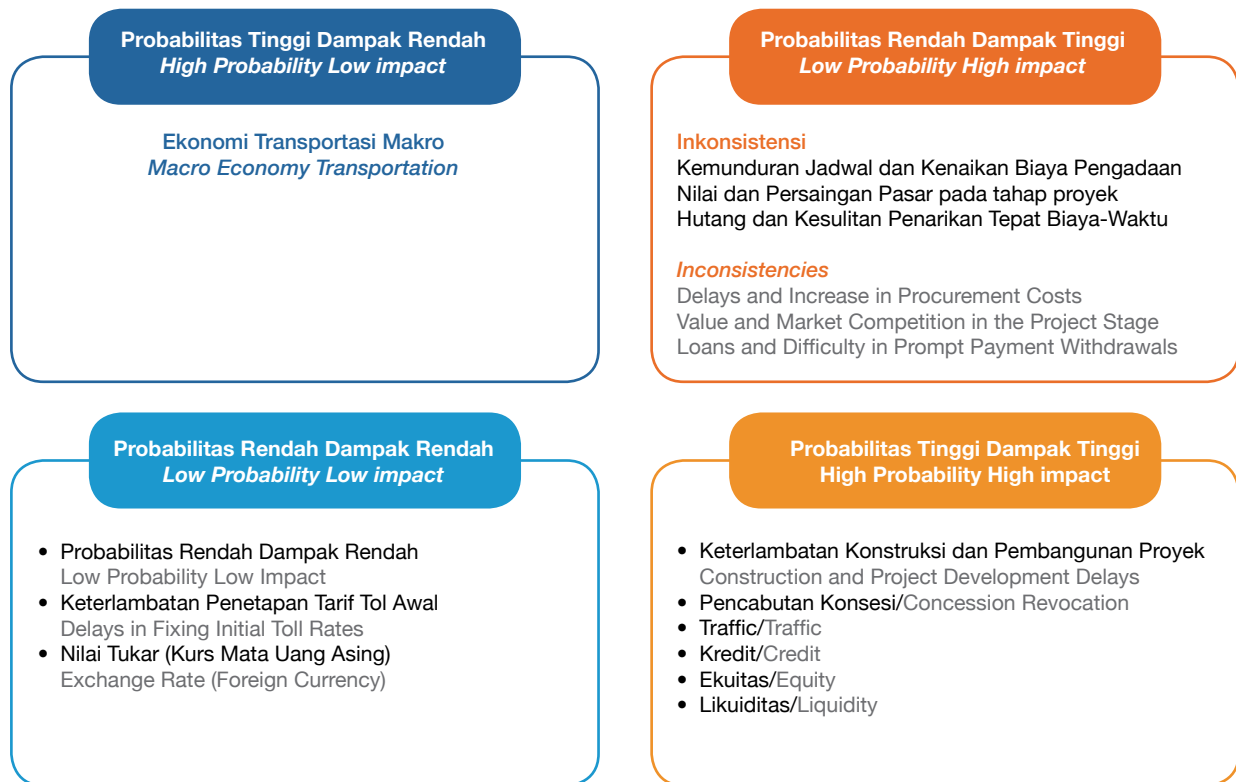 Probabilitas Tinggi Dampak Rendah
High Probability Low impact
Ekonomi Transportasi Makro
Macro Economy Transportation
Probabilitas Rendah Dampak Tinggi
Low Probability High impact
Inkonsistensi
Kemunduran Jadwal dan Kenaikan Biaya Pengadaan
Nilai dan Persaingan Pasar pada tahap proyek
Hutang dan Kesulitan Penarikan Tepat Biaya-Waktu
Inconsistencies
Delays and Increase in Procurement Costs
Value and Market Competition in the Project Stage
Loans and Difficulty in Prompt Payment Withdrawals
Probabilitas Rendah Dampak Rendah
Low Probability Low impact
• Probabilitas Rendah Dampak Rendah
Low Probability Low Impact
• Keterlambatan Penetapan Tarif Tol Awal
Delays in Fixing Initial Toll Rates
• Nilai Tukar (Kurs Mata Uang Asing)
Exchange Rate (Foreign Currency)
Probabilitas Tinggi Dampak Tinggi
High Probability High impact
• Keterlambatan Konstruksi dan Pembangunan Proyek
Construction and Project Development Delays
• Pencabutan Konsesi/Concession Revocation
• Traffic/Traffic
• Kredit/Credit
• Ekuitas/Equity
• Likuiditas/Liquidity